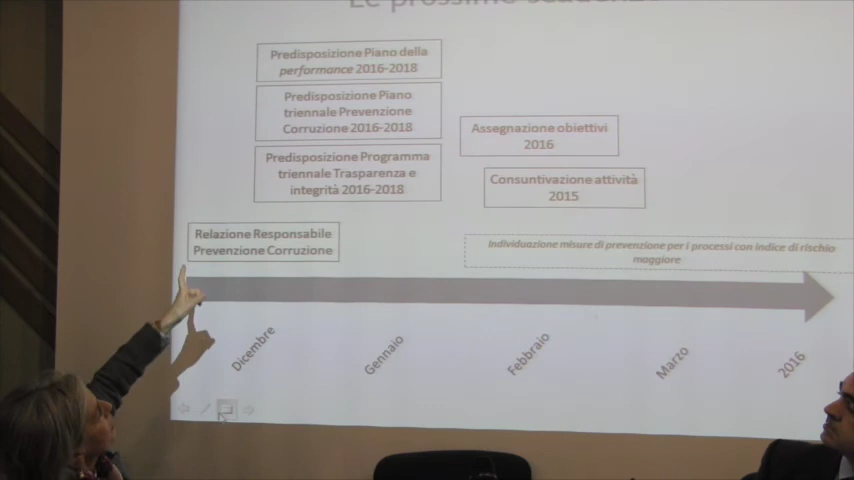 Le prossime scadenze
Predisposizione Piano della
performance 2016-2018
Predisposizione Piano
triennale Prevenzione
Corruzione 2016-2018
Predisposizione Programma
triennale Trasparenza e
integrità 2016-2018
Assegnazione obiettivi
2016
Consuntivazione attività
2015
Relazione Responsabile
Prevenzione Corruzione
Individuazione misure di prevenzione per i processi con indice di rischio
maggiore
Dicembre
Gennaio
Febbraio
Marzo
2016